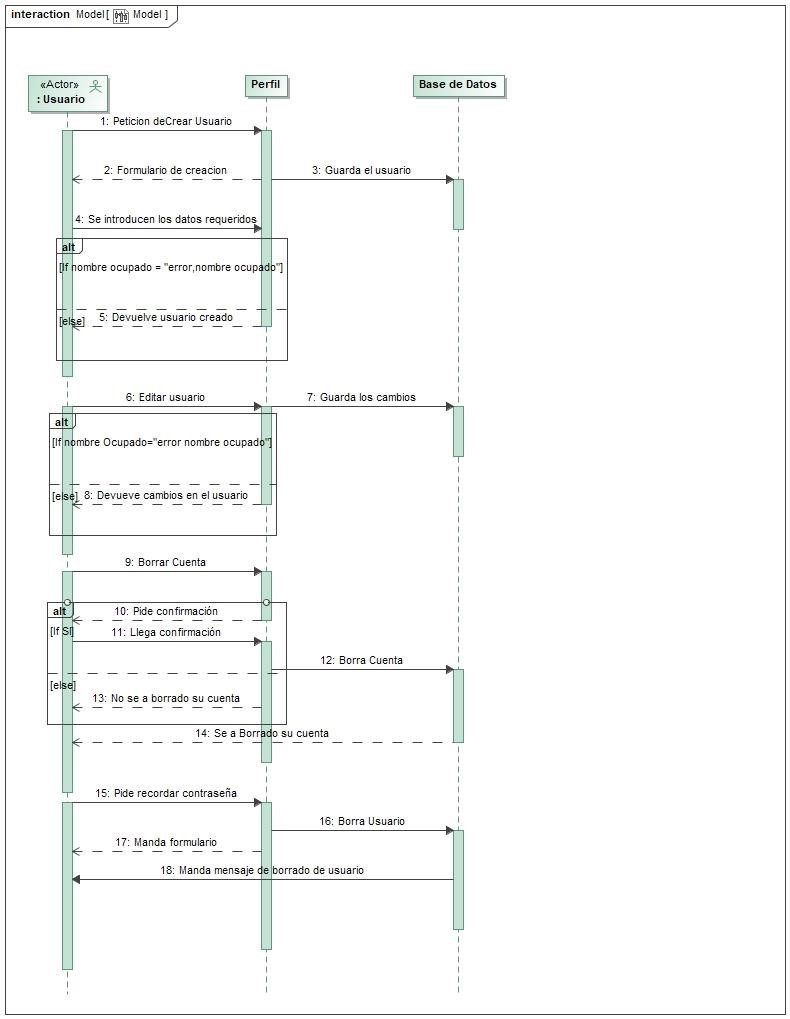 interaction Model[ Model ]
«Actor»
: Usuario
Perfil
Base de Datos
1: Peticion deCrear Usuario
2: Formulario de creacion
3: Guarda el usuario
4: Se introducen los datos requeridos
alt
[If nombre ocupado = "error,nombre ocupado"]
5: Devuelve usuario creado
[else]
6: Editar usuario
7: Guarda los cambios
alt
[If nombre Ocupado="error nombre ocupado"]
[else]
8: Devueve cambios en el usuario
9: Borrar Cuenta
alt
10: Pide confirmación
[If SI]
11: Llega confirmación
12: Borra Cuenta
[else]
13: No se a borrado su cuenta
14: Se a Borrado su cuenta
15: Pide recordar contraseña
16: Borra Usuario
17: Manda formulario
18: Manda mensaje de borrado de usuario